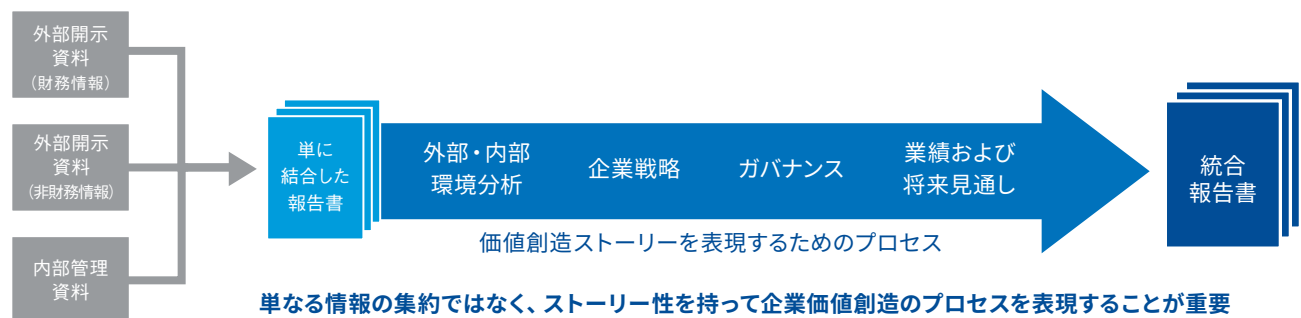 外部開示
資料
（財務情報）
外部開示
資料
（非財務情報）
内部管理
資料
単に
結合した
報告書
外部・内部
環境分析
企業戦略
ガバナンス
業績および
将来見通し
統合
報告書
価値創造ストーリーを表現するためのプロセス
単なる情報の集約ではなく、ストーリー性を持って企業価値創造のプロセスを表現することが重要